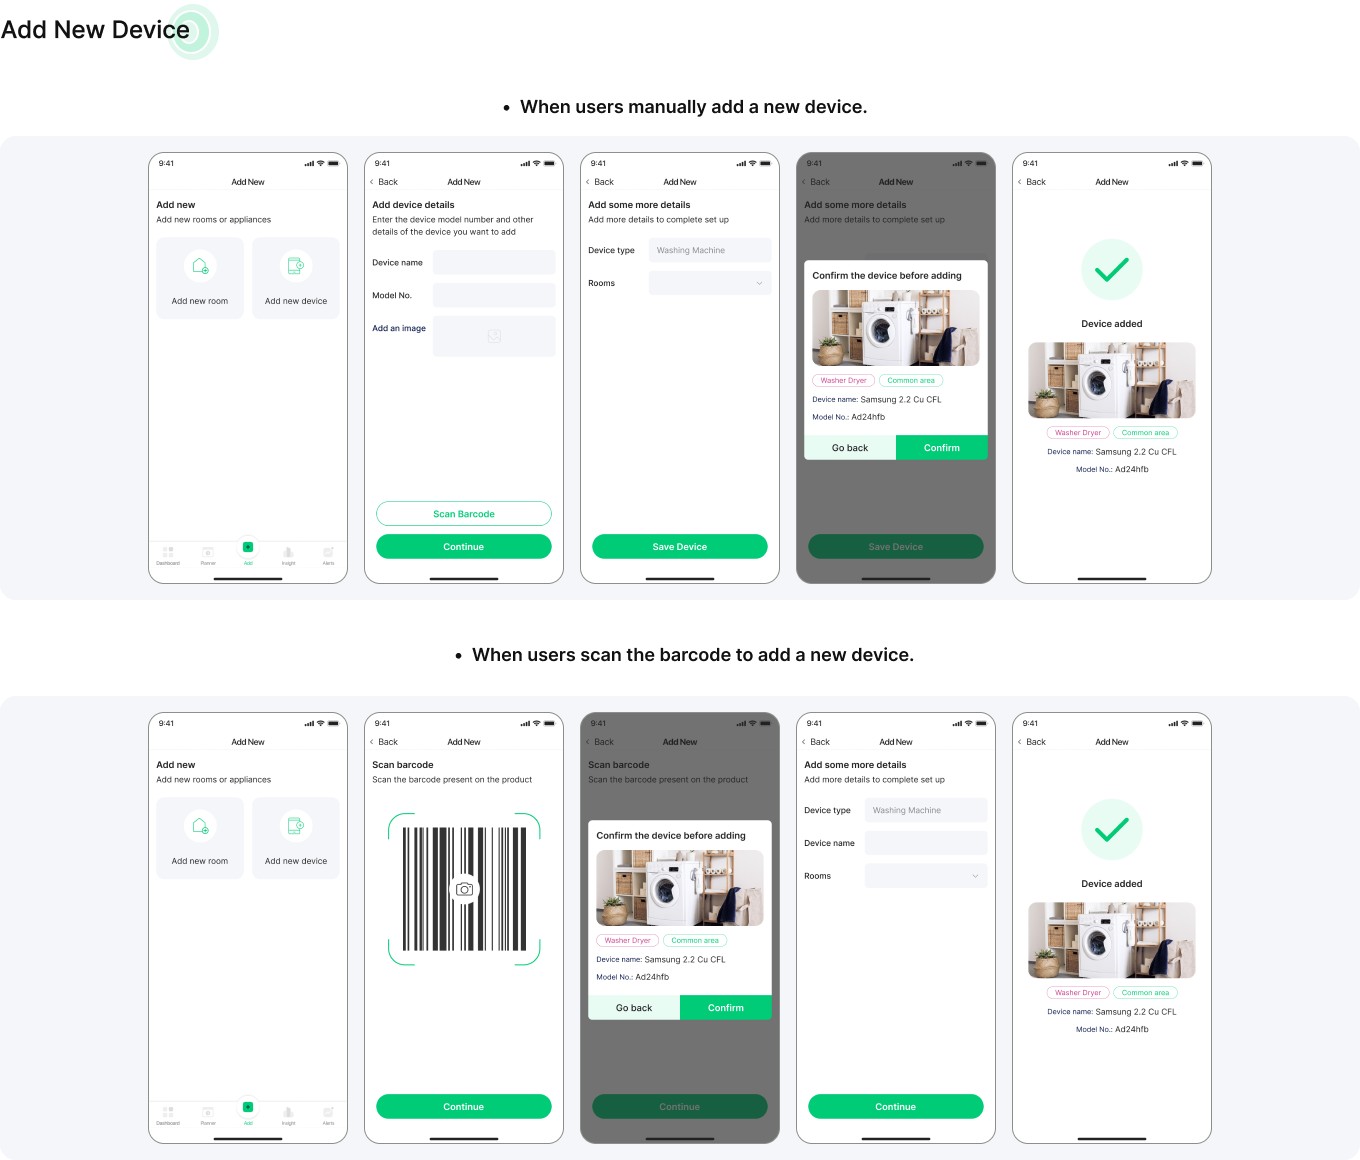 Add New Device
• When users manually add a new device.
9:41
Add New
Add new
Add new rooms or appliances
Add new room
Add new device
Dashboard
Planner
Add
Insight
Alerts
9:41
< Back
Add New
Add device details
Enter the device model number and other
details of the device you want to add
Device name
Model No.
Add an image
Scan Barcode
Continue
9:41
< Back
Add New
Add some more details
Add more details to complete set up
Device type
Washing Machine
Rooms
Save Device
9:41
< Back
Add New
Add some more details
Add more details to complete set up
Confirm the device before adding
Washer Dryer
Common area
Device name: Samsung 2.2 Cu CFL
Model No.: Ad24hfb
Go back
Confirm
Save Device
9:41
< Back
Add New
Device added
Washer Dryer
Common area
Device name: Samsung 2.2 Cu CFL
Model No.: Ad24hfb
• When users scan the barcode to add a new device.
9:41
Add New
Add new
Add new rooms or appliances
Add new room
Add new device
Dashboard
Planner
Add
Insight
Alerts
9:41
< Back
Add New
Scan barcode
Scan the barcode present on the product
Continue
9:41
< Back
Add New
Scan barcode
Scan the barcode present on the product
Confirm the device before adding
Washer Dryer
Common area
Device name: Samsung 2.2 Cu CFL
Model No.: Ad24hfb
Go back
Confirm
Continue
9:41
< Back
Add New
Add some more details
Add more details to complete set up
Device type
Washing Machine
Device name
Rooms
Continue
9:41
< Back
Add New
Device added
Washer Dryer
Common area
Device name: Samsung 2.2 Cu CFL
Model No.: Ad24hfb